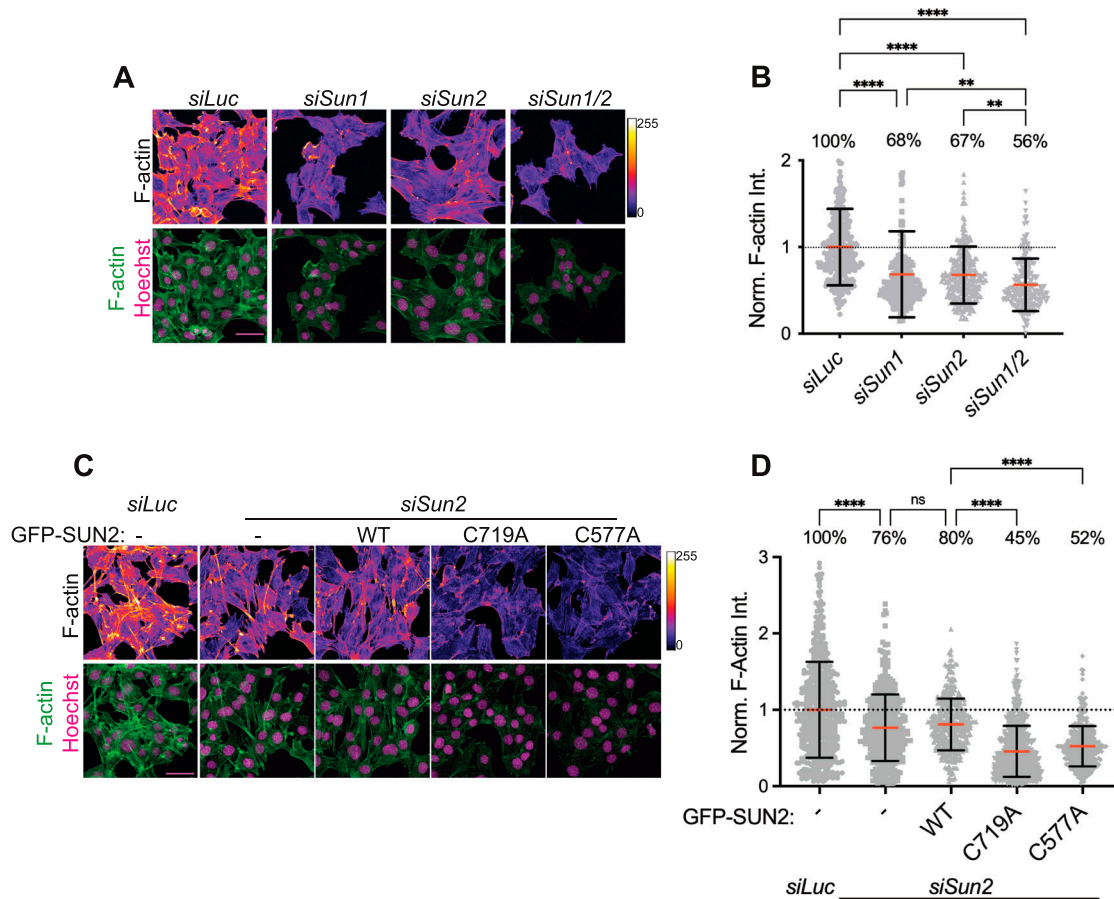 A
siLuc siSun1 siSun2 siSun1/2
F-actin
255
0
F-actin
Hoechst
B
****
****
**** **
**
100% 68% 67% 56%
Norm. F-actin Int.
2
1
0
siLuc siSun1 siSun2 siSun1/2
C
siLuc siSun2
GFP-SUN2: - - WT C719A C577A
F-actin
255
0
F-actin
Hoechst
D
****
**** ns ****
100% 76% 80% 45% 52%
Norm. F-Actin Int.
3
2
1
0
GFP-SUN2: - - WT C719A C577A
siLuc siSun2